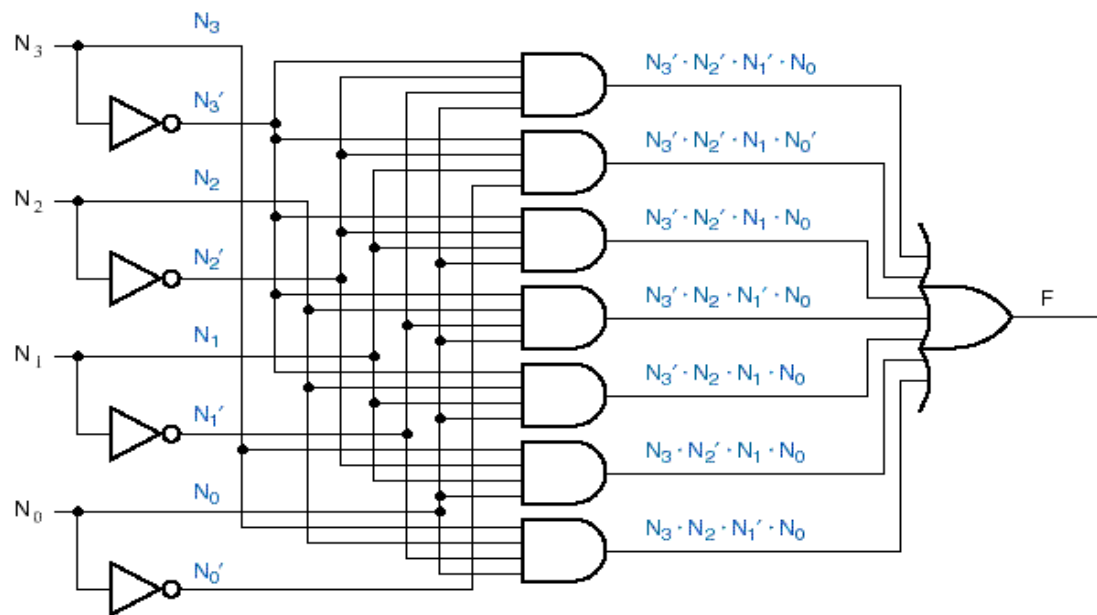 N₃
N₃
N₃′
N₂
N₂
N₂′
N₁
N₁
N₁′
N₀
N₀
N₀′
N₃′ · N₂′ · N₁′ · N₀
N₃′ · N₂′ · N₁ · N₀′
N₃′ · N₂′ · N₁ · N₀
N₃′ · N₂ · N₁′ · N₀
N₃′ · N₂ · N₁ · N₀
N₃ · N₂′ · N₁ · N₀
N₃ · N₂ · N₁′ · N₀
F